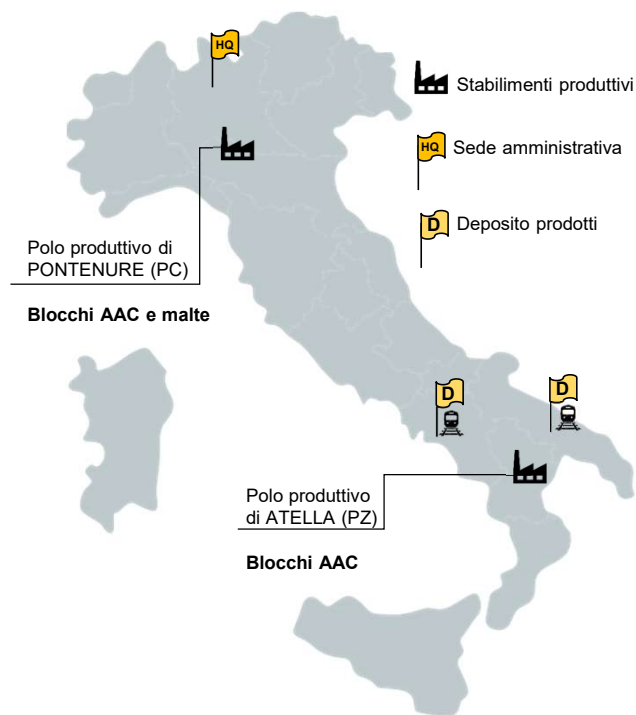 HQ
Stabilimenti produttivi
HQ
Sede amministrativa
D
Deposito prodotti
Polo produttivo di
PONTENURE (PC)
Blocchi AAC e malte
D
D
Polo produttivo
di ATELLA (PZ)
Blocchi AAC